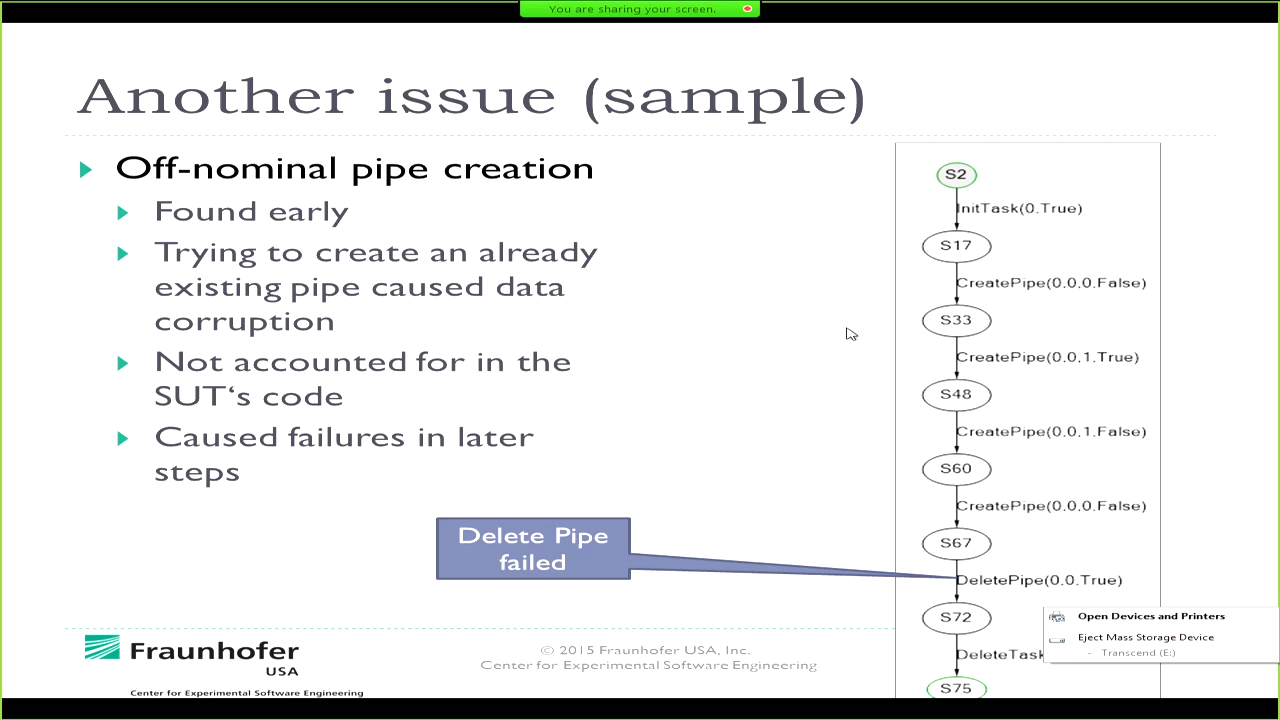 You are sharing your screen.
Another issue (sample)
Off-nominal pipe creation
Found early
Trying to create an already
existing pipe caused data
corruption
Not accounted for in the
SUT‘s code
Caused failures in later
steps
Delete Pipe
failed
S2
InitTask(0.True)
S17
CreatePipe(0.0.0.False)
S33
CreatePipe(0.0.1.True)
S48
CreatePipe(0.0.1.False)
S60
CreatePipe(0.0.0.False)
S67
DeletePipe(0.0.True)
S72
DeleteTask
S75
Open Devices and Printers
Eject Mass Storage Device
- Transcend (E:)
Fraunhofer
USA
Center for Experimental Software Engineering
© 2015 Fraunhofer USA, Inc.
Center for Experimental Software Engineering